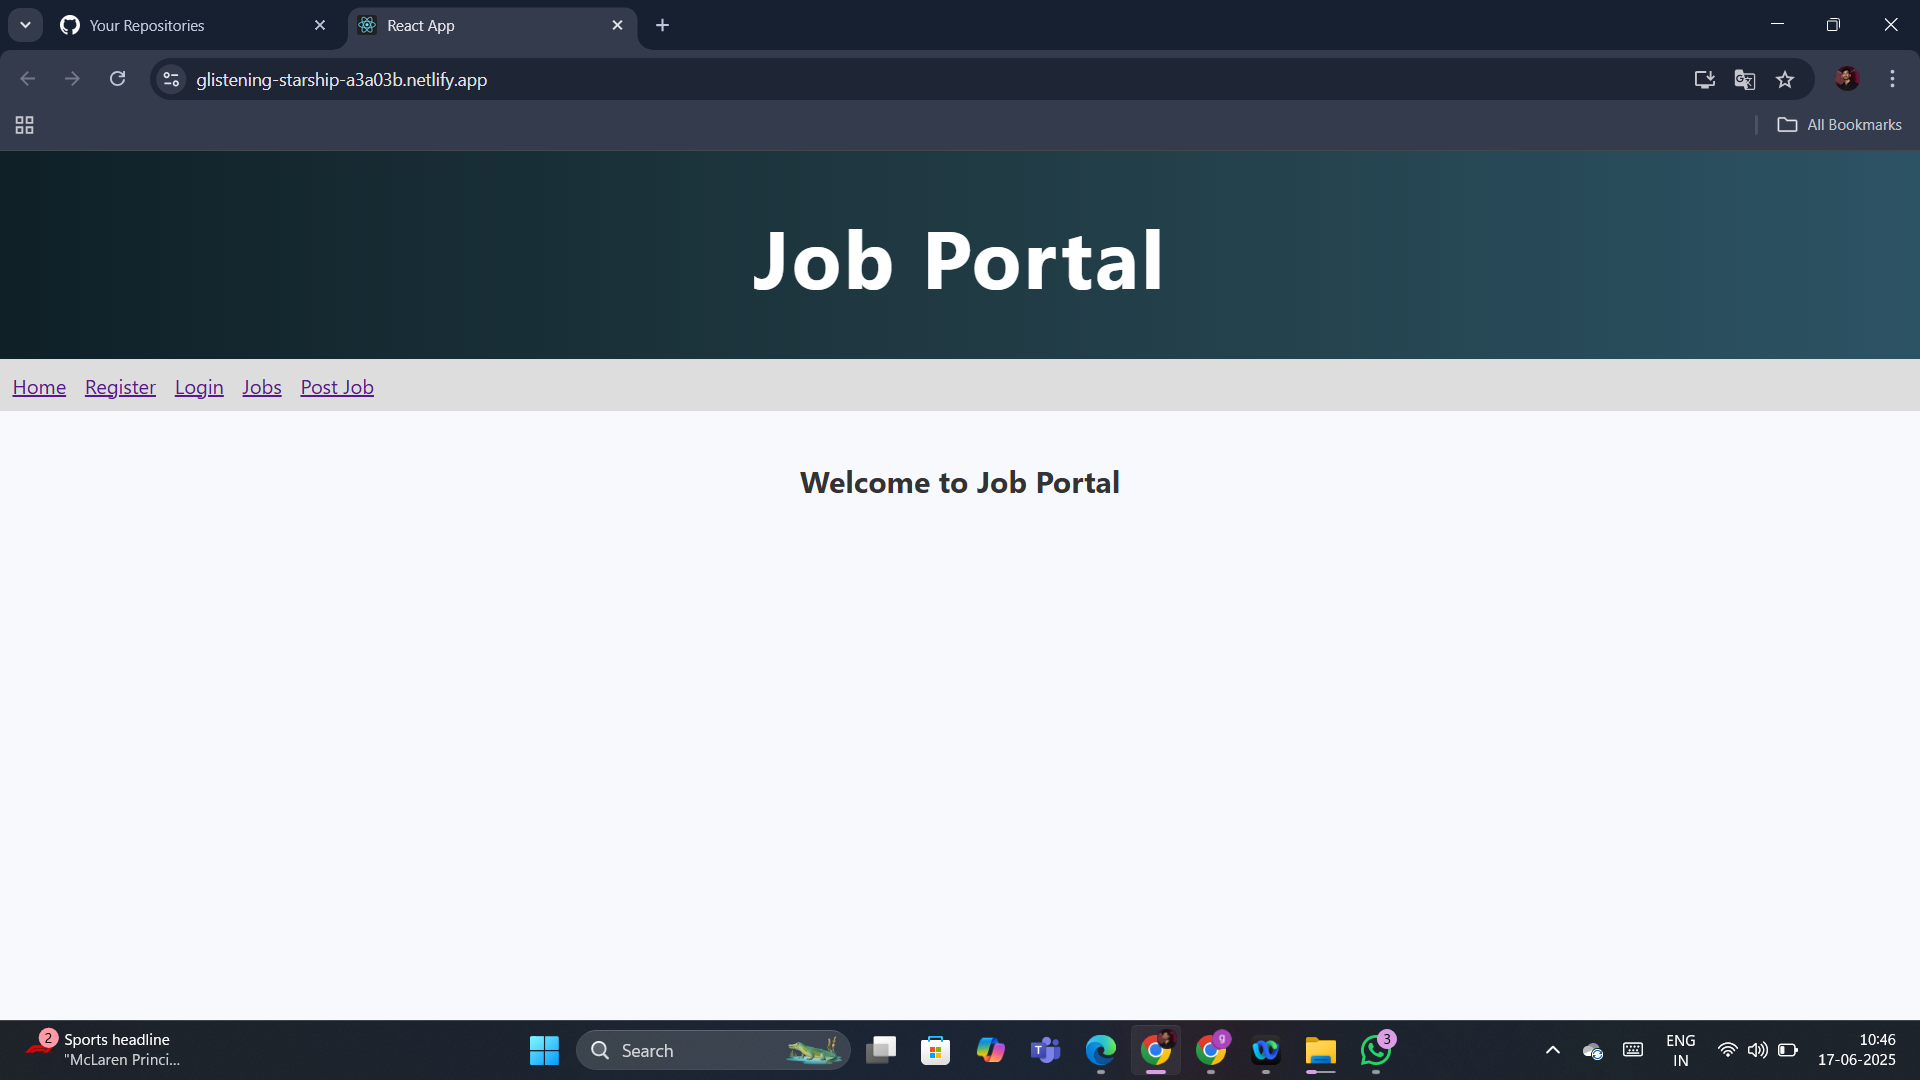 Your Repositories
React App
glistening-starship-a3a03b.netlify.app
All Bookmarks
Job Portal
Home Register Login Jobs Post Job
Welcome to Job Portal
2
Sports headline
"McLaren Princi...
Search
T
g
3
ENG
IN
10:46
17-06-2025